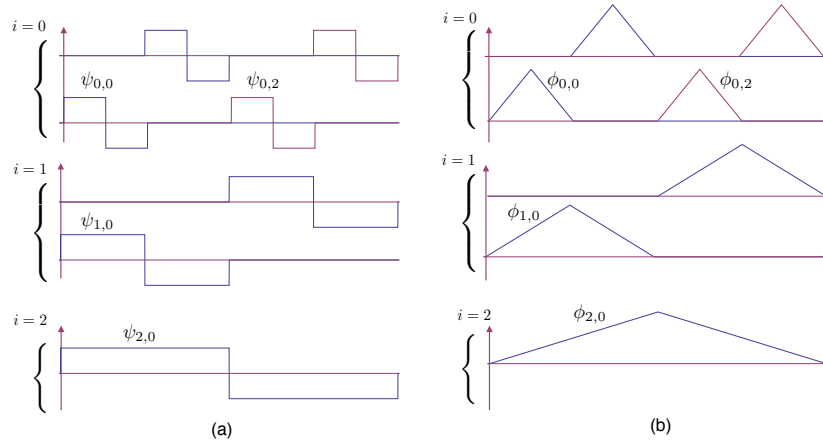 i=0
ψ0,0
ψ0,2
i=1
ψ1,0
i=2
ψ2,0
(a)
i=0
ϕ0,0
ϕ0,2
i=1
ϕ1,0
i=2
ϕ2,0
(b)